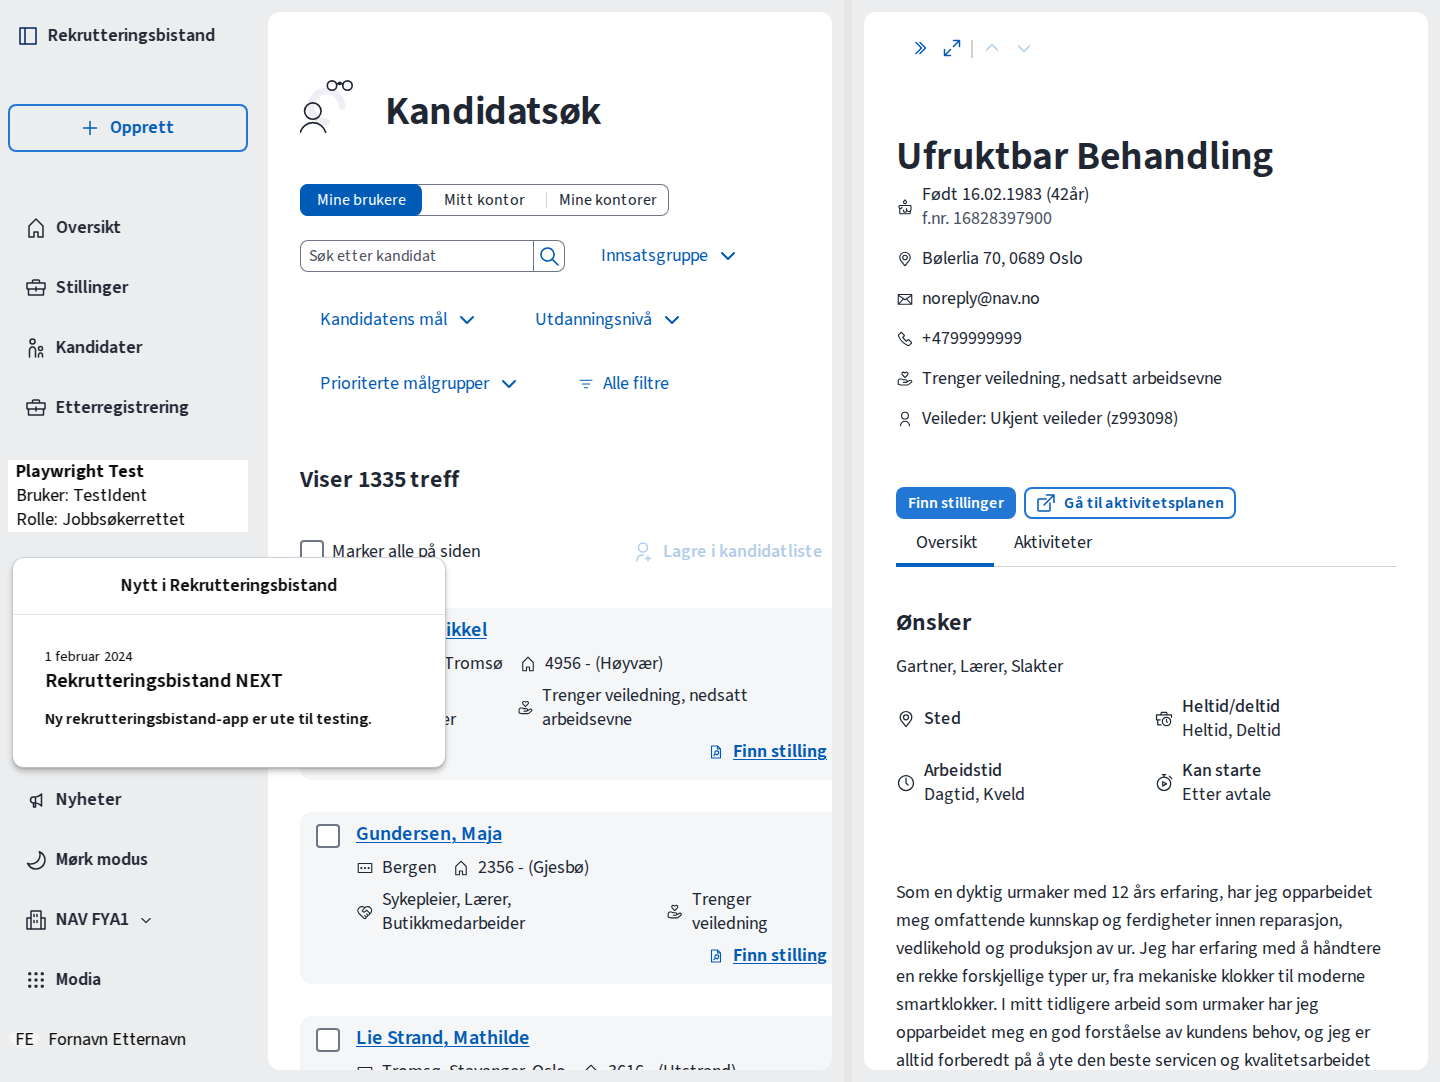 Rekrutteringsbistand
Opprett
Oversikt
Stillinger
Kandidater
Etterregistrering
Playwright Test
Bruker: TestIdent
Rolle: Jobbsøkerrettet
Nytt i Rekrutteringsbistand
1 februar 2024
Rekrutteringsbistand NEXT
Ny rekrutteringsbistand-app er ute til testing.
Nyheter
Mørk modus
NAV FYA1
Modia
FE Fornavn Etternavn
Kandidatsøk
Mine brukere Mitt kontor Mine kontorer
Søk etter kandidat Innsatsgruppe
Kandidatens mål Utdanningsnivå
Prioriterte målgrupper Alle filtre
Viser 1335 treff
Marker alle på siden Lagre i kandidatliste
ikkel
Tromsø 4956 - (Høyvær)
Trenger veiledning, nedsatt
er arbeidsevne
Finn stilling
Gundersen, Maja
Bergen 2356 - (Gjesbø)
Sykepleier, Lærer, Trenger
Butikkmedarbeider veiledning
Finn stilling
Lie Strand, Mathilde
Tromsø, Stavanger, Oslo 3616 - (Utstrand)
Ufruktbar Behandling
Født 16.02.1983 (42år)
f.nr. 16828397900
Bølerlia 70, 0689 Oslo
noreply@nav.no
+4799999999
Trenger veiledning, nedsatt arbeidsevne
Veileder: Ukjent veileder (z993098)
Finn stillinger Gå til aktivitetsplanen
Oversikt Aktiviteter
Ønsker
Gartner, Lærer, Slakter
Sted
Heltid/deltid
Heltid, Deltid
Arbeidstid
Dagtid, Kveld
Kan starte
Etter avtale
Som en dyktig urmaker med 12 års erfaring, har jeg opparbeidet
meg omfattende kunnskap og ferdigheter innen reparasjon,
vedlikehold og produksjon av ur. Jeg har erfaring med å håndtere
en rekke forskjellige typer ur, fra mekaniske klokker til moderne
smartklokker. I mitt tidligere arbeid som urmaker har jeg
opparbeidet meg en god forståelse av kundens behov, og jeg er
alltid forberedt på å yte den beste servicen og kvalitetsarbeidet